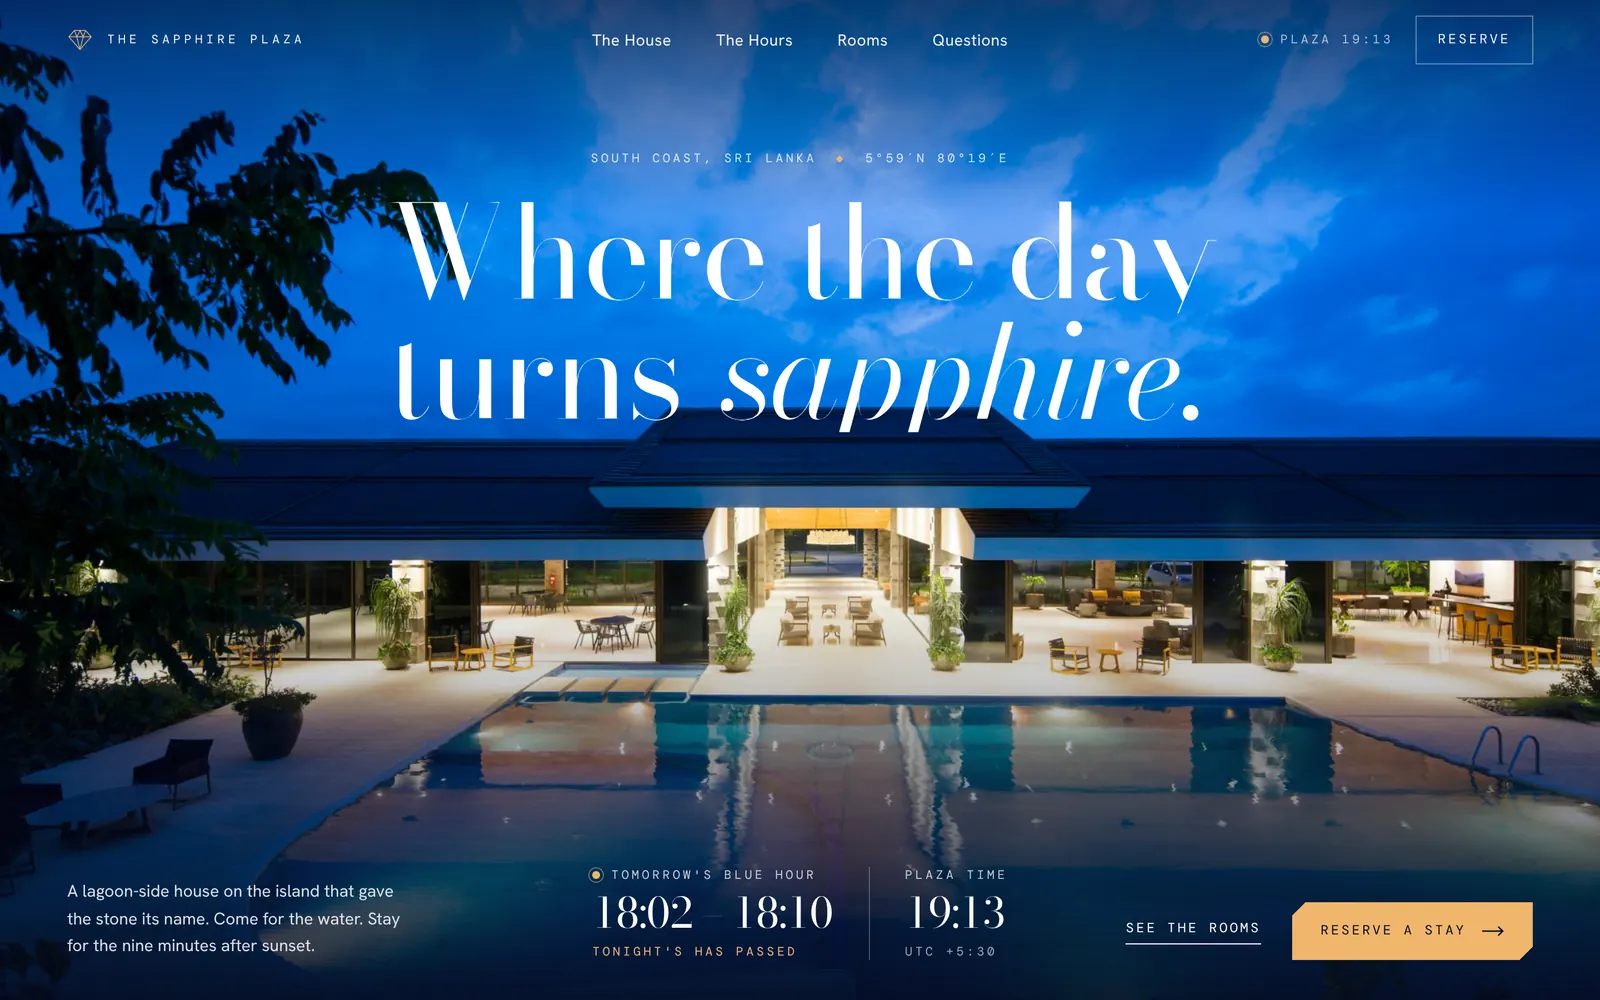 THE SAPPHIRE PLAZA
The House
The Hours
Rooms
Questions
PLAZA 19:13
RESERVE
SOUTH COAST, SRI LANKA ◆ 5°59′N 80°19′E
Where the day
turns sapphire.
A lagoon-side house on the island that gave
the stone its name. Come for the water. Stay
for the nine minutes after sunset.
TOMORROW'S BLUE HOUR
18:02 – 18:10
TONIGHT'S HAS PASSED
PLAZA TIME
19:13
UTC +5:30
SEE THE ROOMS
RESERVE A STAY →